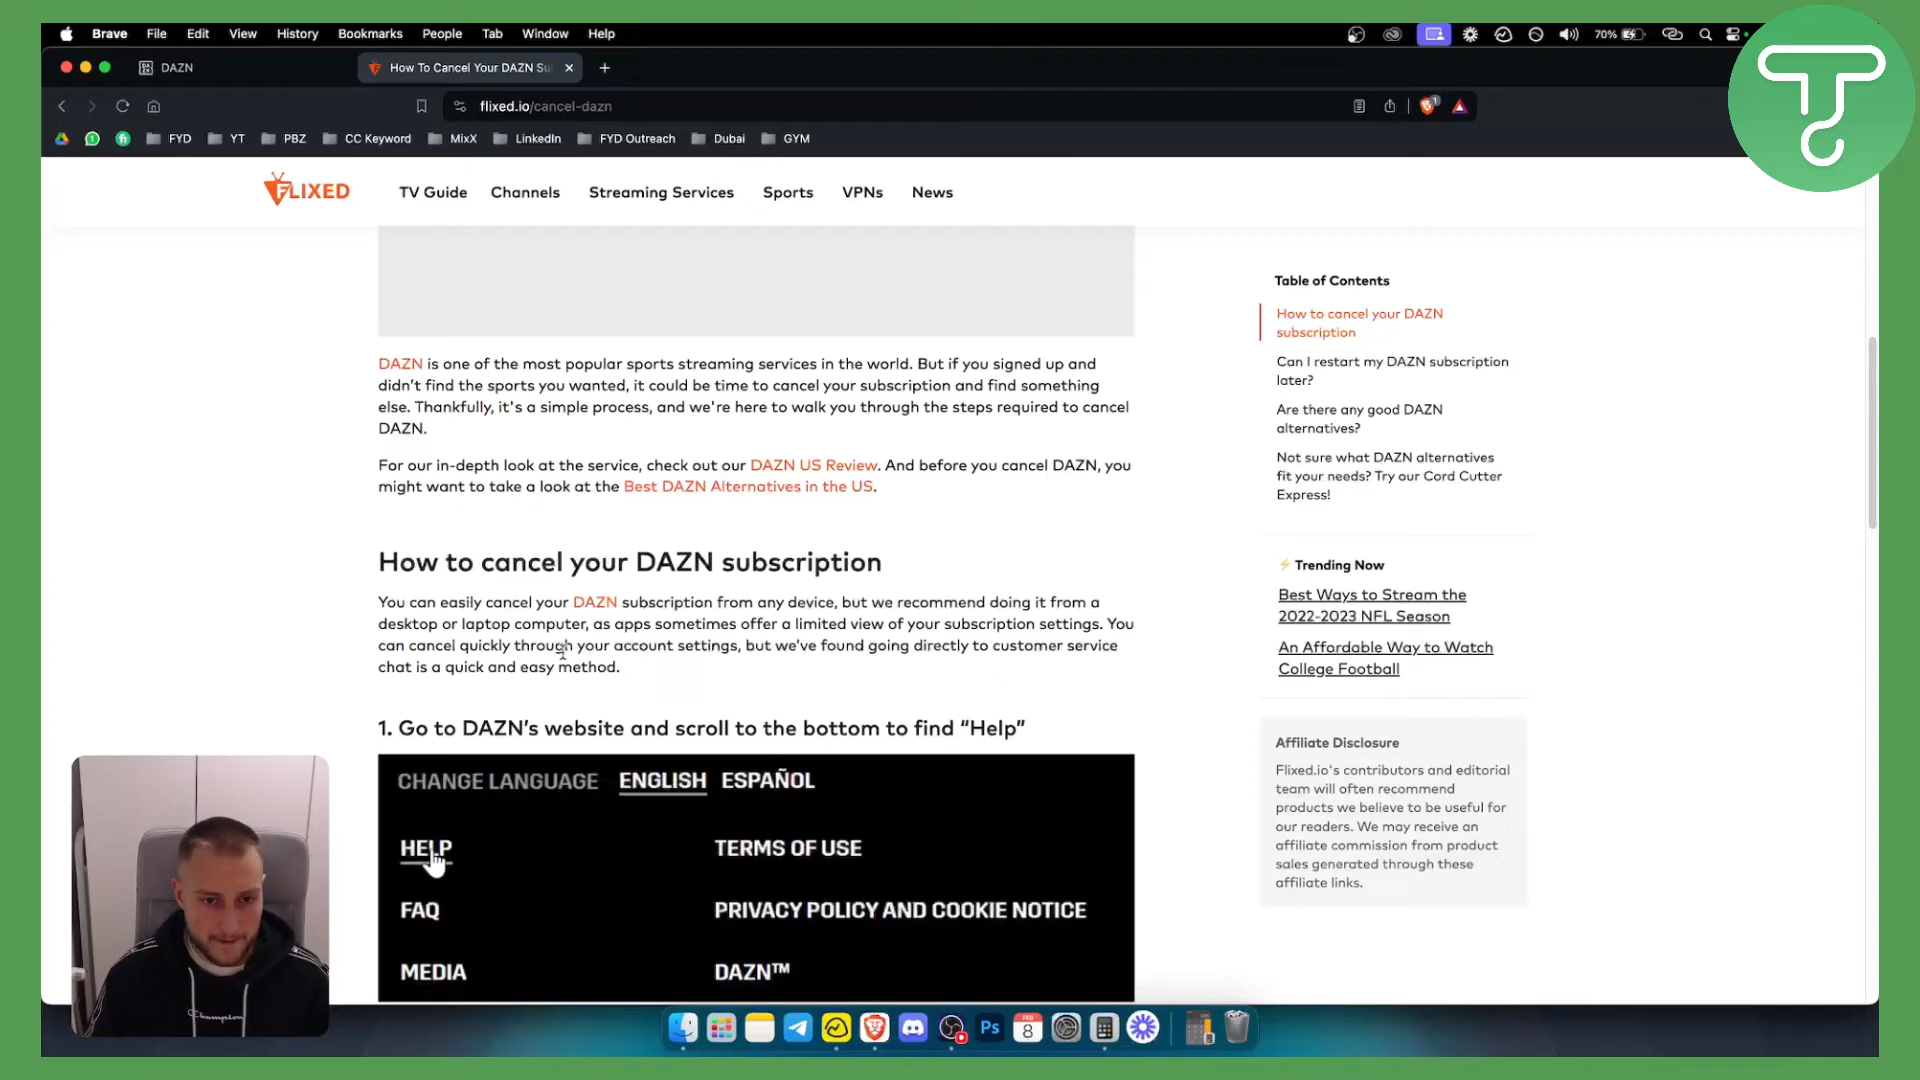 Brave File Edit View History Bookmarks People Tab Window Help 70%
DAZN How To Cancel Your DAZN Su
flixed.io/cancel-dazn 1
FYD YT PBZ CC Keyword MixX LinkedIn FYD Outreach Dubai GYM
FLIXED TV Guide Channels Streaming Services Sports VPNs News
DAZN is one of the most popular sports streaming services in the world. But if you signed up and
didn’t find the sports you wanted, it could be time to cancel your subscription and find something
else. Thankfully, it's a simple process, and we're here to walk you through the steps required to cancel
DAZN.
For our in-depth look at the service, check out our DAZN US Review. And before you cancel DAZN, you
might want to take a look at the Best DAZN Alternatives in the US.
How to cancel your DAZN subscription
You can easily cancel your DAZN subscription from any device, but we recommend doing it from a
desktop or laptop computer, as apps sometimes offer a limited view of your subscription settings. You
can cancel quickly through your account settings, but we’ve found going directly to customer service
chat is a quick and easy method.
1. Go to DAZN’s website and scroll to the bottom to find “Help”
CHANGE LANGUAGE ENGLISH ESPAÑOL
HELP TERMS OF USE
FAQ PRIVACY POLICY AND COOKIE NOTICE
MEDIA DAZN™
Table of Contents
How to cancel your DAZN
subscription
Can I restart my DAZN subscription
later?
Are there any good DAZN
alternatives?
Not sure what DAZN alternatives
fit your needs? Try our Cord Cutter
Express!
⚡ Trending Now
Best Ways to Stream the
2022-2023 NFL Season
An Affordable Way to Watch
College Football
Affiliate Disclosure
Flixed.io's contributors and editorial
team will often recommend
products we believe to be useful for
our readers. We may receive an
affiliate commission from product
sales generated through these
affiliate links.
Champion
Ps FEB
8